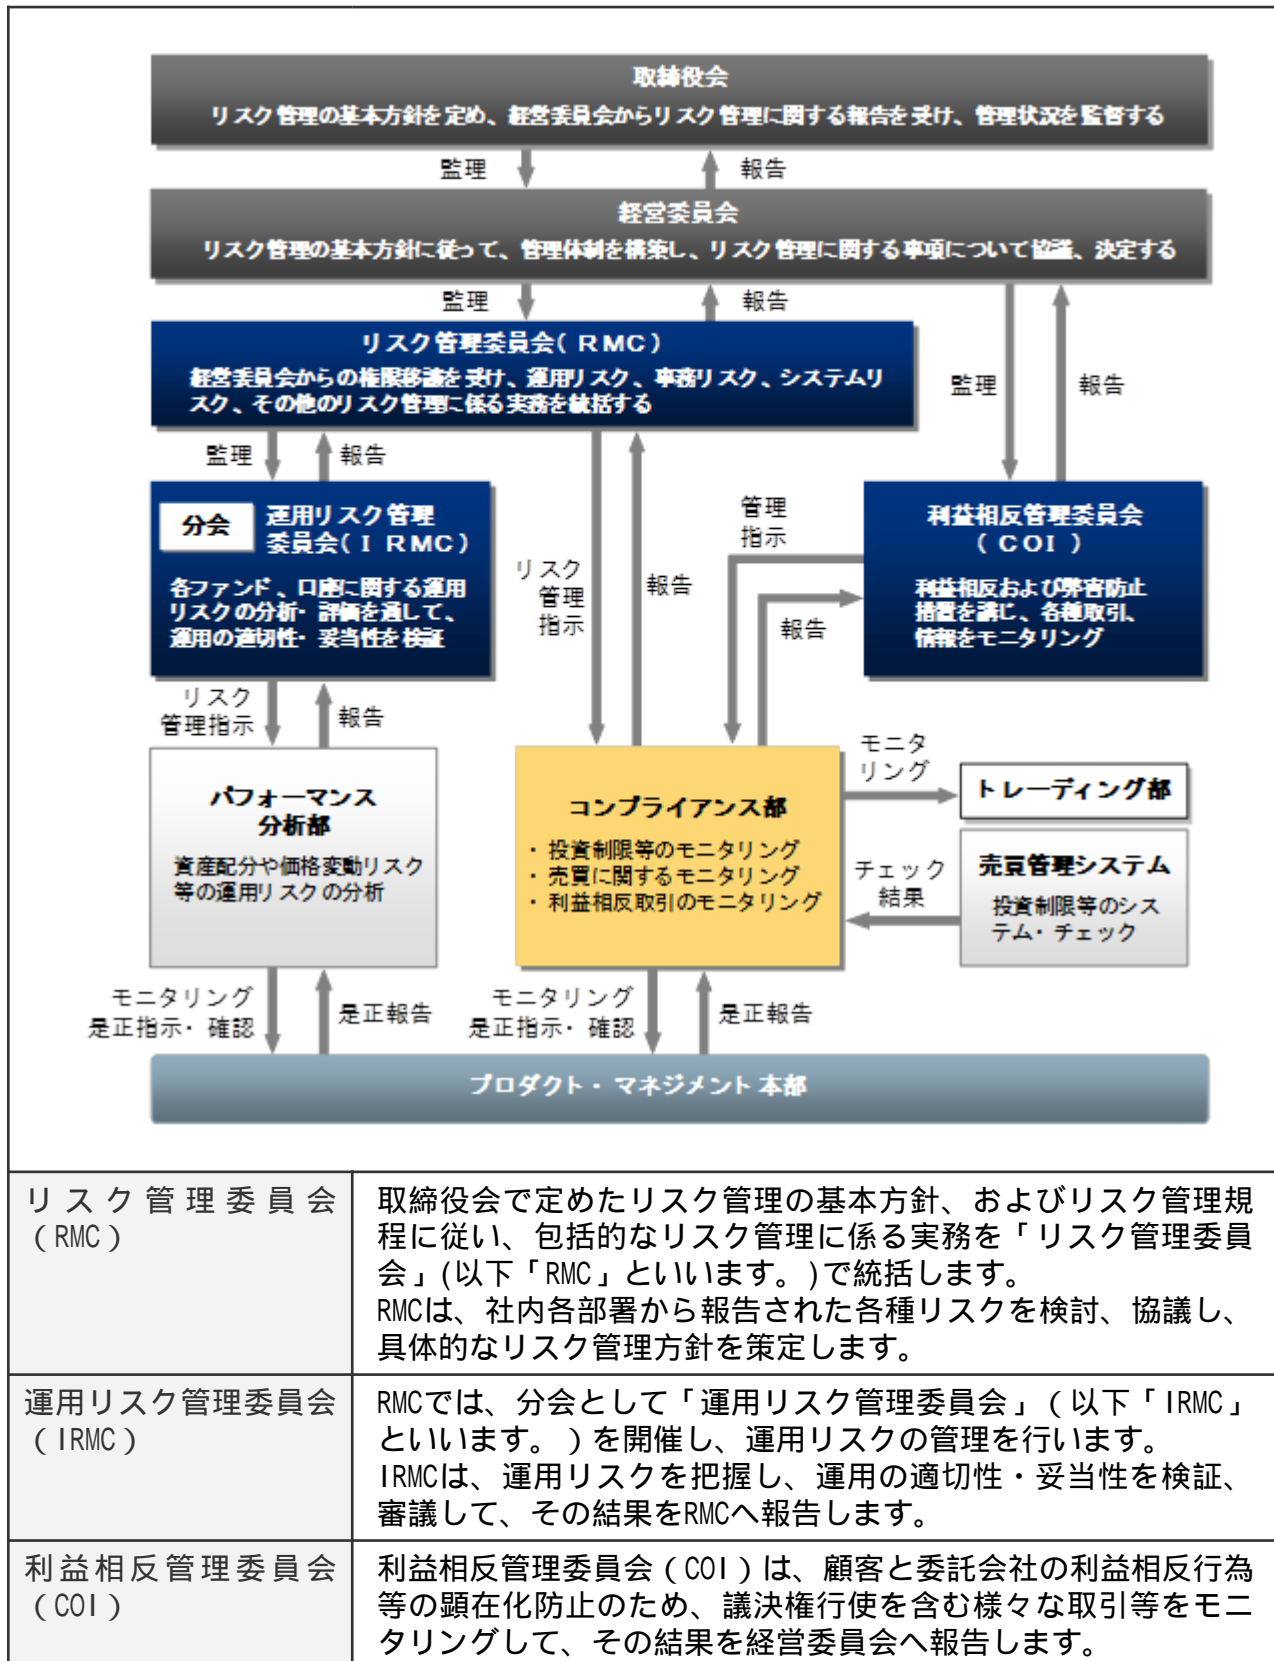 取締役会
リスク管理の基本方針を定め、経営委員会からリスク管理に関する報告を受け、管理状況を監督する
監理
報告
経営委員会
リスク管理の基本方針に従って、管理体制を構築し、リスク管理に関する事項について協議、決定する
監理
報告
リスク管理委員会(RMC)
経営委員会からの権限移譲を受け、運用リスク、事務リスク、システムリ
スク、その他のリスク管理に係る実務を統括する
監理
報告
監理
報告
分会
運用リスク管理
委員会(IRMC)
各ファンド、口座に関する運用
リスクの分析・評価を通して、
運用の適切性・妥当性を検証
リスク
管理
指示
報告
管理
指示
報告
利益相反管理委員会
(COI)
利益相反および弊害防止
措置を講じ、各種取引、
情報をモニタリング
リスク
管理指示
報告
パフォーマンス
分析部
資産配分や価格変動リスク
等の運用リスクの分析
コンプライアンス部
・投資制限等のモニタリング
・売買に関するモニタリング
・利益相反取引のモニタリング
モニタ
リング
トレーディング部
チェック
結果
売買管理システム
投資制限等のシス
テム・チェック
モニタリング
是正指示・確認
是正報告
モニタリング
是正指示・確認
是正報告
プロダクト・マネジメント本部
リスク管理委員会
(RMC)
取締役会で定めたリスク管理の基本方針、およびリスク管理規
程に従い、包括的なリスク管理に係る実務を「リスク管理委員
会」(以下「RMC」といいます。)で統括します。
RMCは、社内各部署から報告された各種リスクを検討、協議し、
具体的なリスク管理方針を策定します。
運用リスク管理委員会
(IRMC)
RMCでは、分会として「運用リスク管理委員会」(以下「IRMC」
といいます。)を開催し、運用リスクの管理を行います。
IRMCは、運用リスクを把握し、運用の適切性・妥当性を検証、
審議して、その結果をRMCへ報告します。
利益相反管理委員会
(COI)
利益相反管理委員会(COI)は、顧客と委託会社の利益相反行為
等の顕在化防止のため、議決権行使を含む様々な取引等をモニ
タリングして、その結果を経営委員会へ報告します。